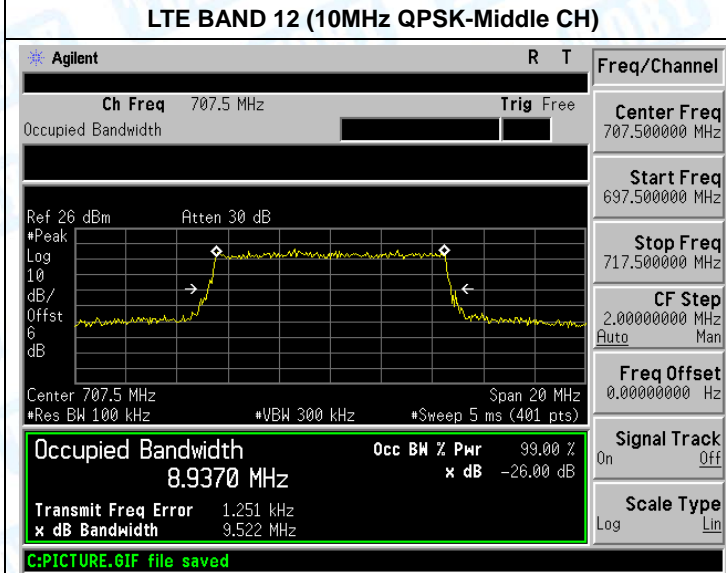 LTE BAND 12 (10MHz QPSK-Middle CH)
Agilent R T
Freq/Channel
Ch Freq 707.5 MHz Trig Free
Occupied Bandwidth
Center Freq
707.500000 MHz
Start Freq
697.500000 MHz
Stop Freq
717.500000 MHz
CF Step
2.00000000 MHz
Auto Man
Freq Offset
0.00000000 Hz
Signal Track
On Off
Scale Type
Log Lin
Ref 26 dBm Atten 30 dB
#Peak
Log
10
dB/
Offst
6
dB
Center 707.5 MHz Span 20 MHz
#Res BW 100 kHz #VBW 300 kHz #Sweep 5 ms (401 pts)
Occupied Bandwidth Occ BW % Pwr 99.00 %
8.9370 MHz x dB -26.00 dB
Transmit Freq Error 1.251 kHz
x dB Bandwidth 9.522 MHz
C:PICTURE.GIF file saved